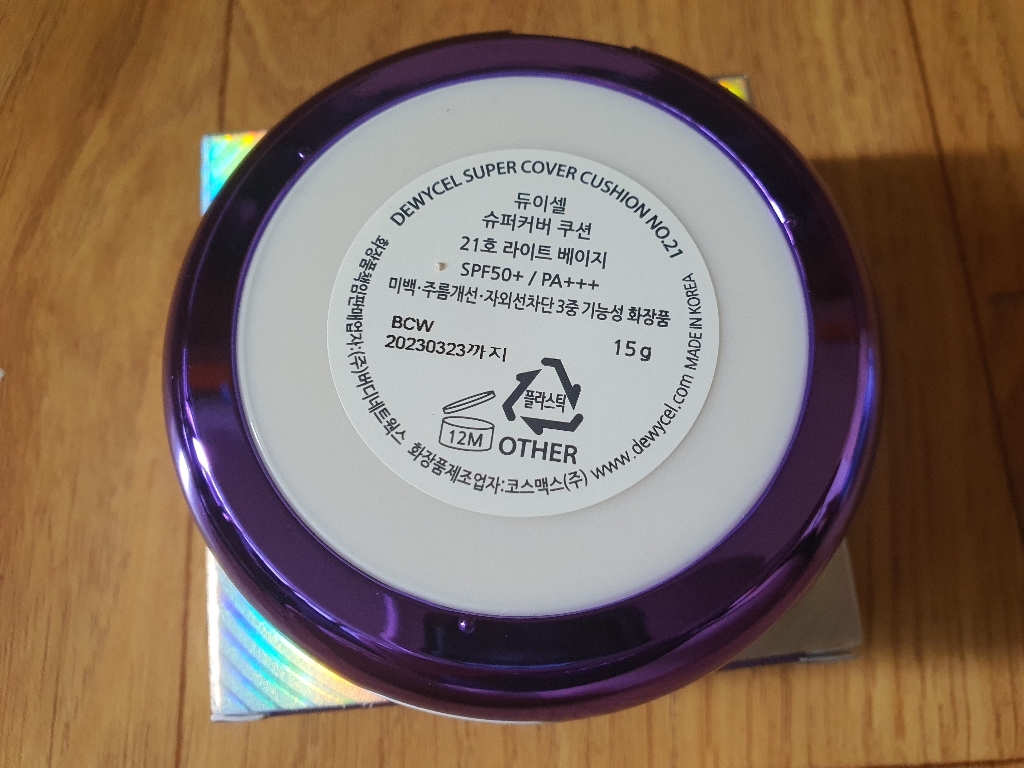 DEWYCEL SUPER COVER CUSHION NO.21
듀이셀
슈퍼커버 쿠션
21호 라이트 베이지
SPF50+ / PA+++
미백·주름개선·자외선차단 3중 기능성 화장품
BCW
20230323까지
15g
플라스틱
12M
OTHER
화장품책임판매업자:(주)버디네트웍스 화장품제조업자:코스맥스(주) www.dewycel.com MADE IN KOREA